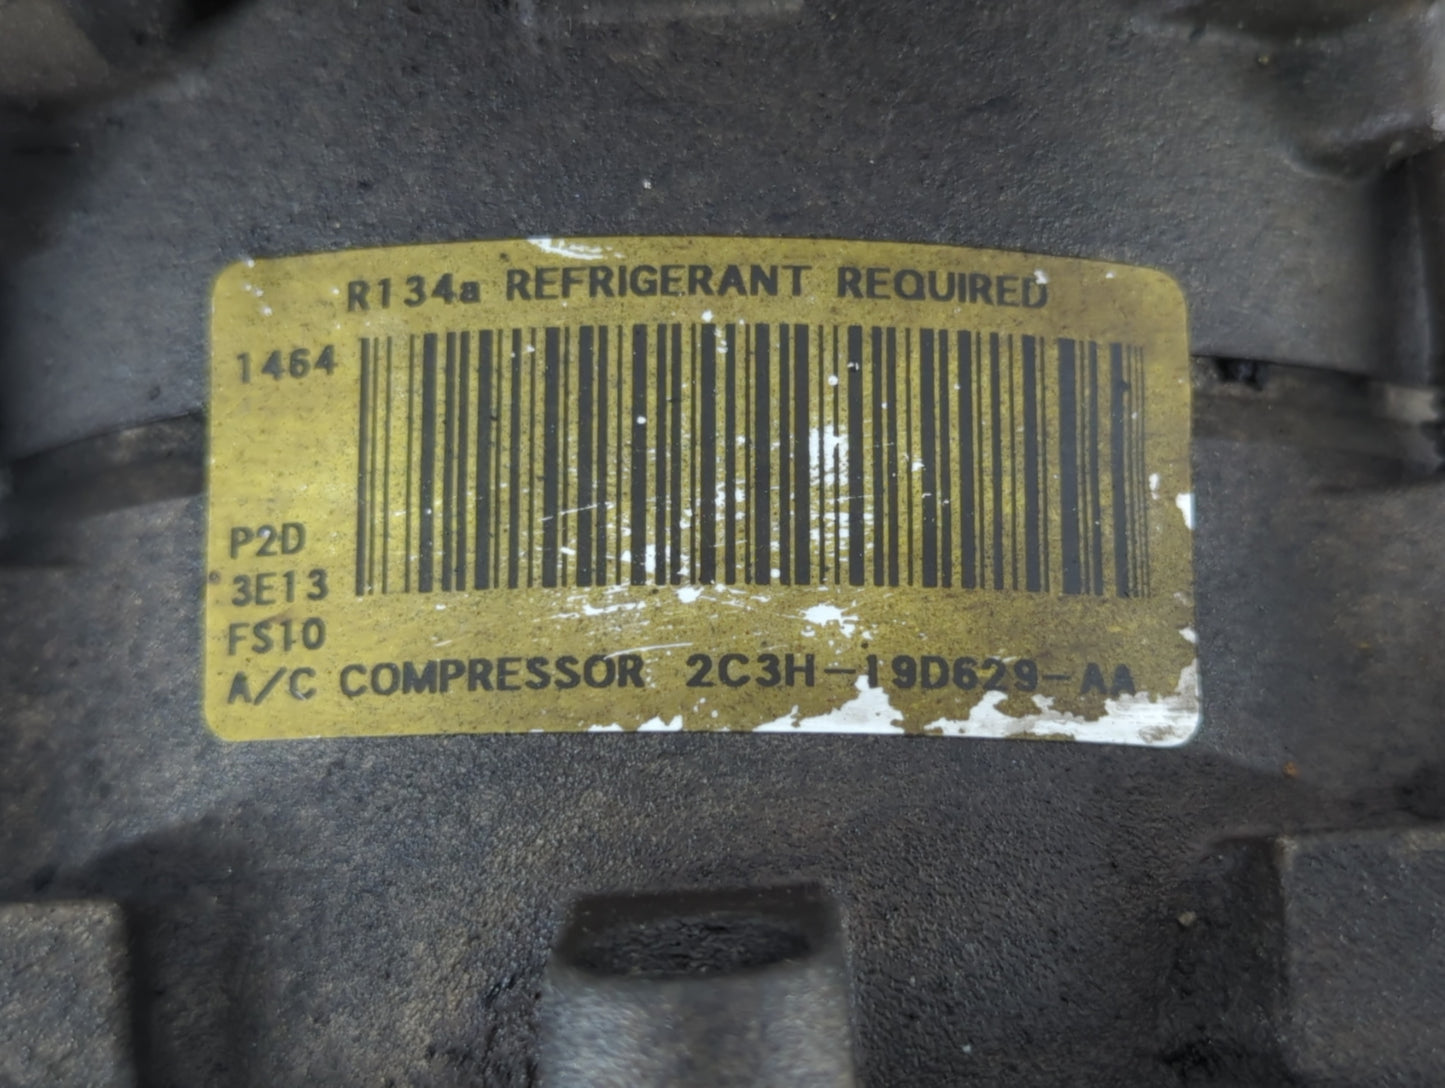 R134a REFRIGERANT REQUIRED
1464
P2D
3E13
FS10
A/C COMPRESSOR 2C3H-19D629-AA